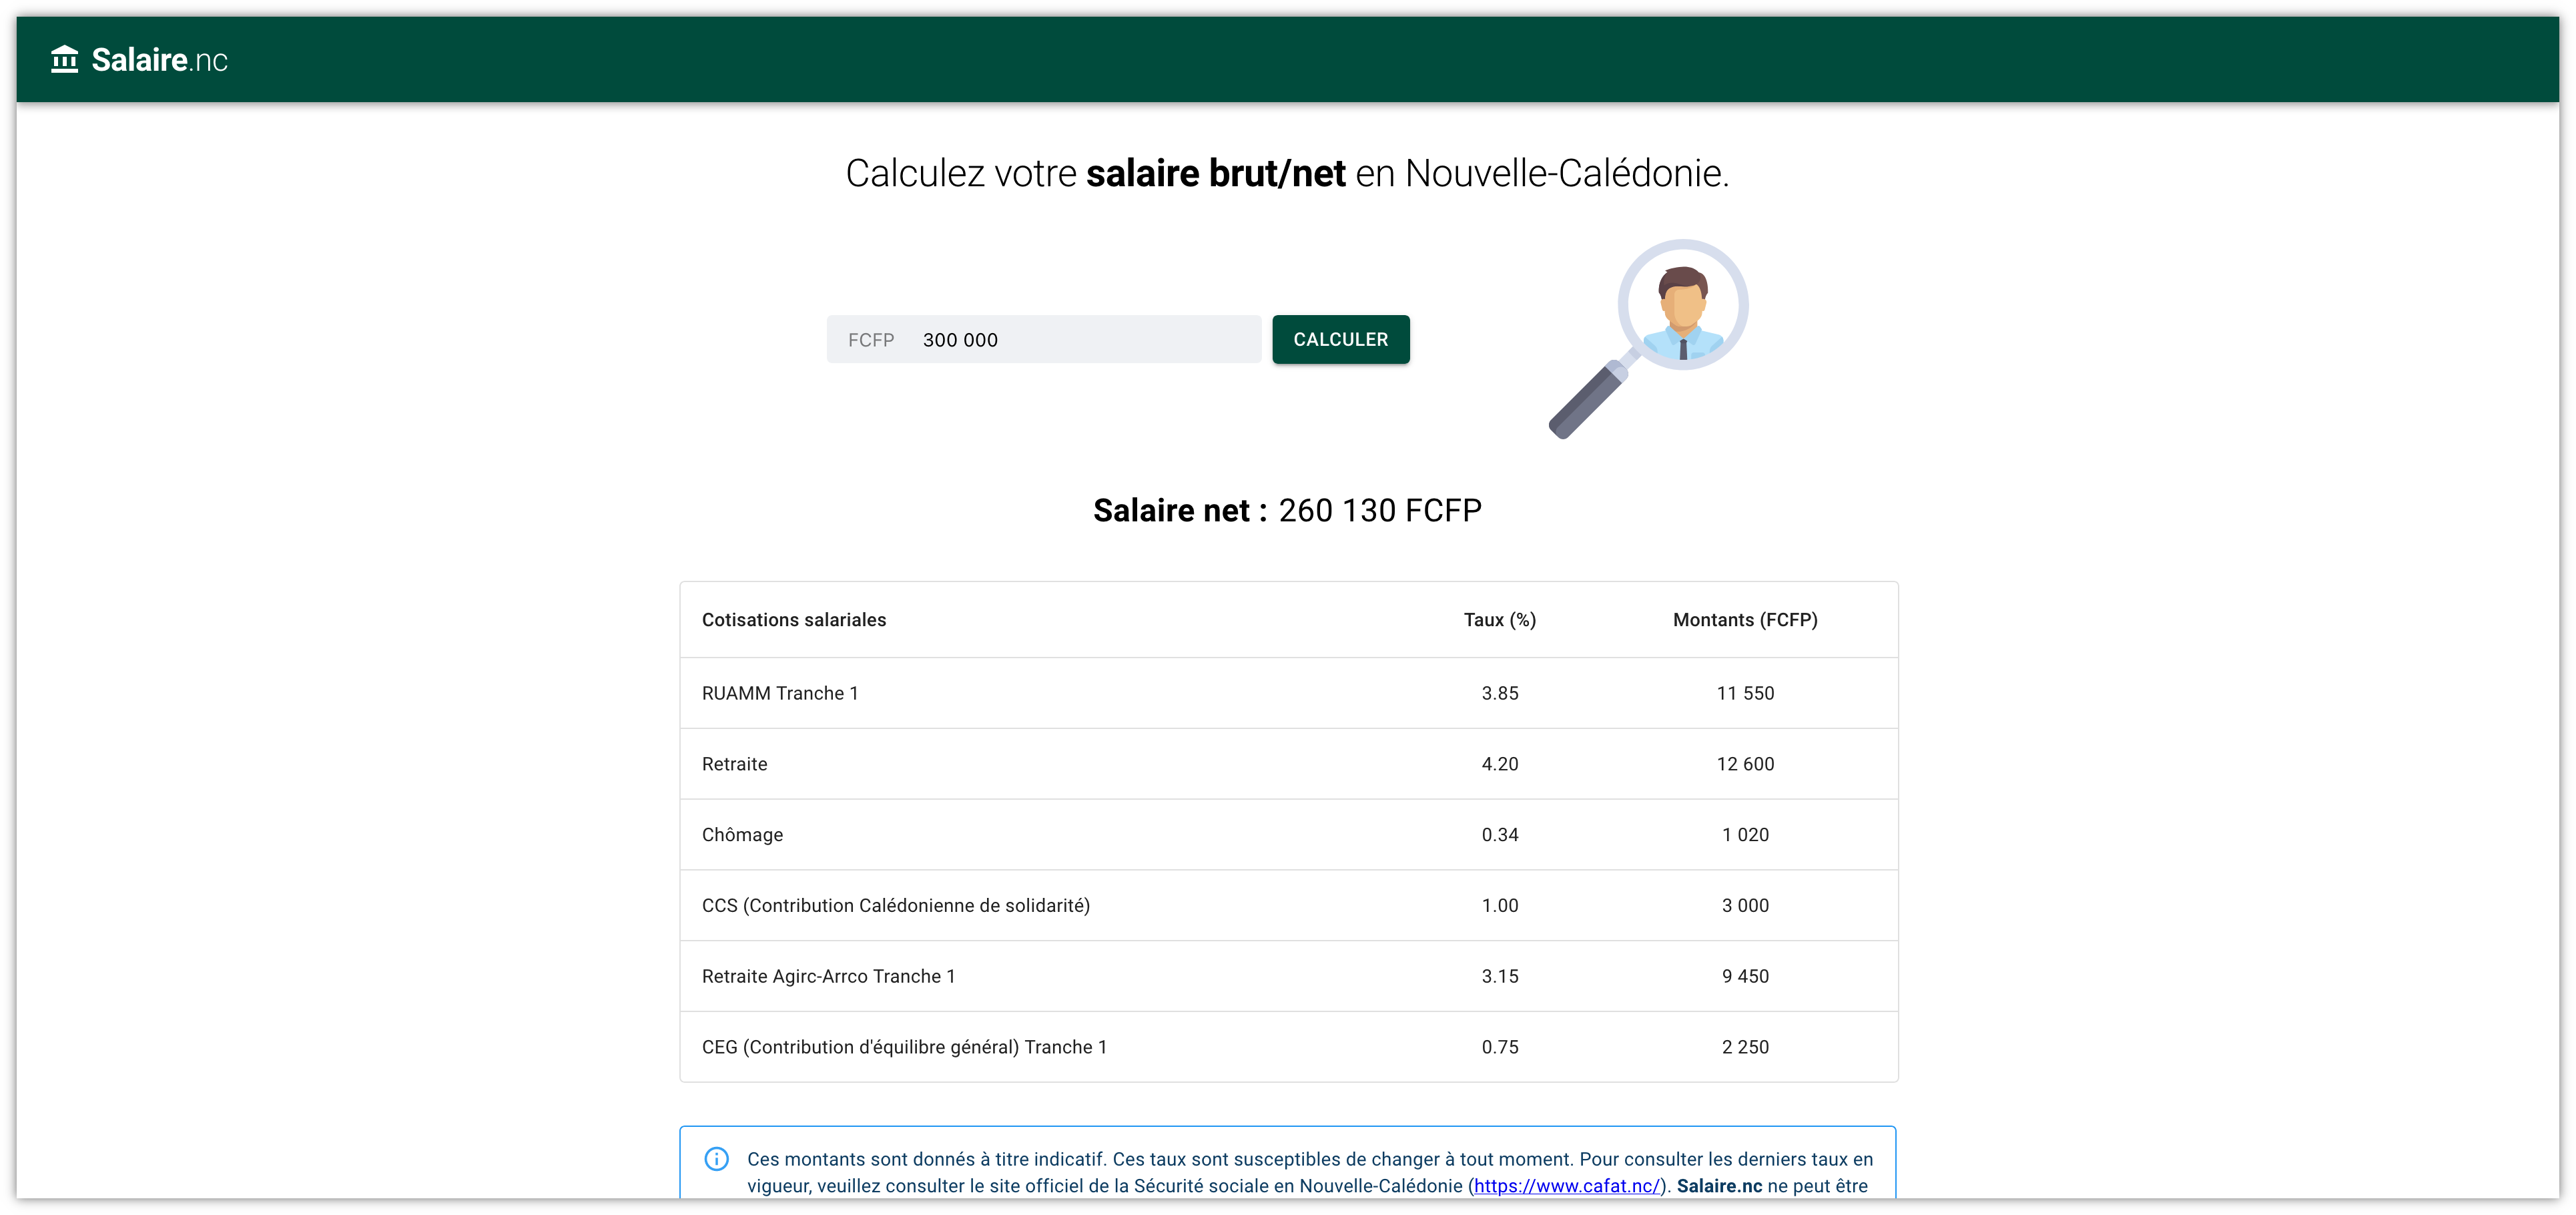 Salaire.nc
Calculez votre salaire brut/net en Nouvelle-Calédonie.
FCFP 300 000 CALCULER
Salaire net : 260 130 FCFP
Cotisations salariales Taux (%) Montants (FCFP)
RUAMM Tranche 1 3.85 11 550
Retraite 4.20 12 600
Chômage 0.34 1 020
CCS (Contribution Calédonienne de solidarité) 1.00 3 000
Retraite Agirc-Arrco Tranche 1 3.15 9 450
CEG (Contribution d'équilibre général) Tranche 1 0.75 2 250
Ces montants sont donnés à titre indicatif. Ces taux sont susceptibles de changer à tout moment. Pour consulter les derniers taux en
vigueur, veuillez consulter le site officiel de la Sécurité sociale en Nouvelle-Calédonie (https://www.cafat.nc/). Salaire.nc ne peut être